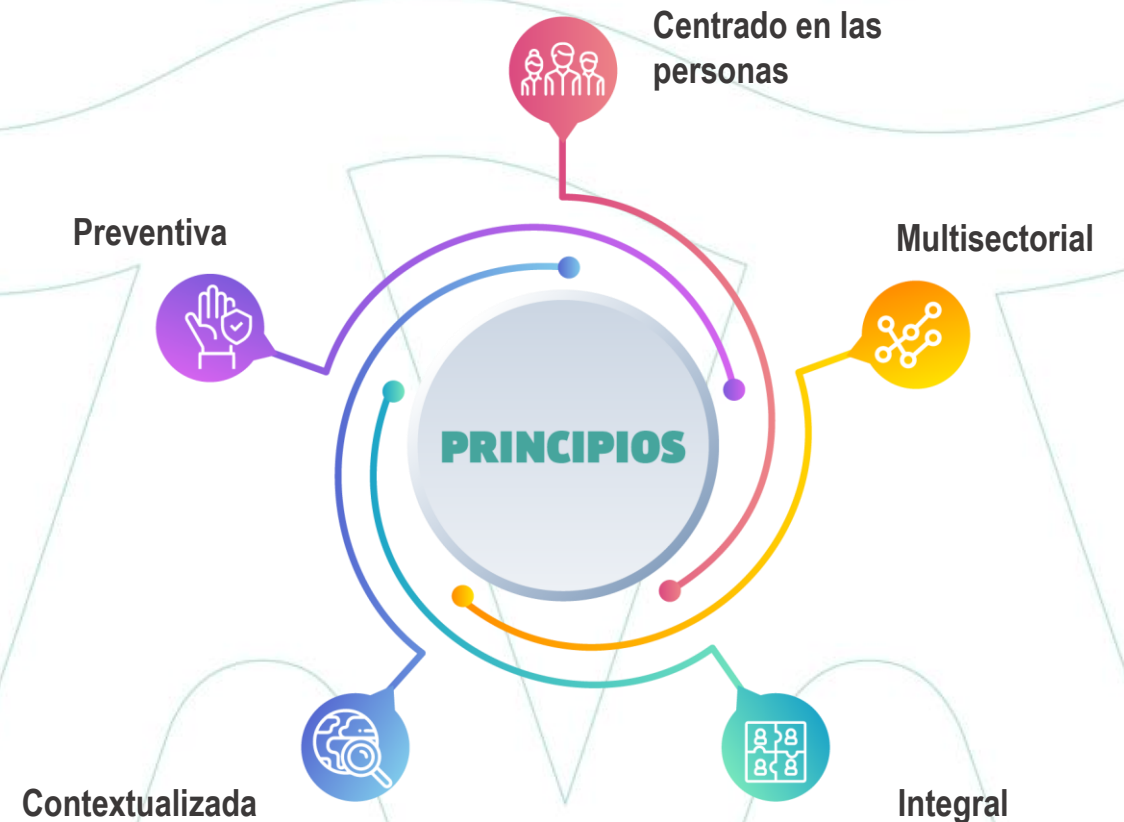 Centrado en las
personas
Preventiva
Multisectorial
PRINCIPIOS
Contextualizada
Integral